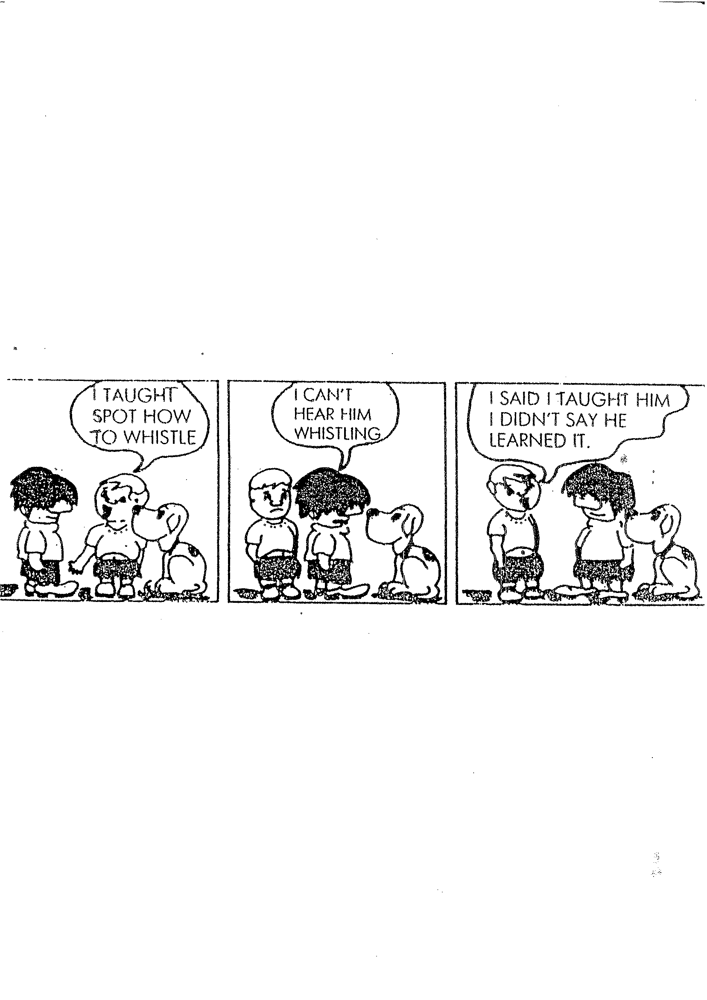 I TAUGHT
SPOT HOW
TO WHISTLE
I CAN'T
HEAR HIM
WHISTLING
I SAID I TAUGHT HIM
I DIDN'T SAY HE
LEARNED IT.